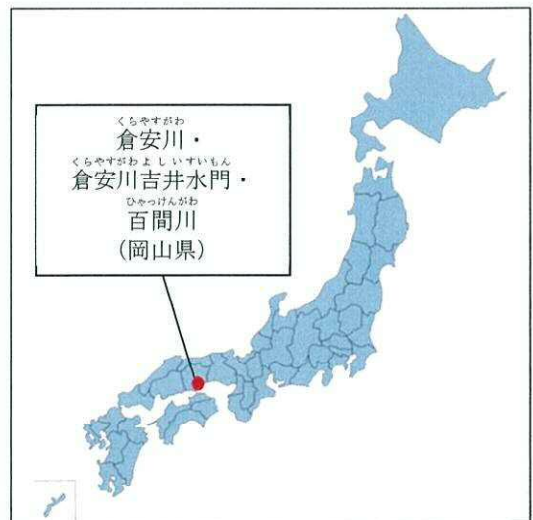 くらやすがわ
倉安川・
くらやすがわよしいすいもん
倉安川吉井水門・
ひゃっけんがわ
百間川
(岡山県)